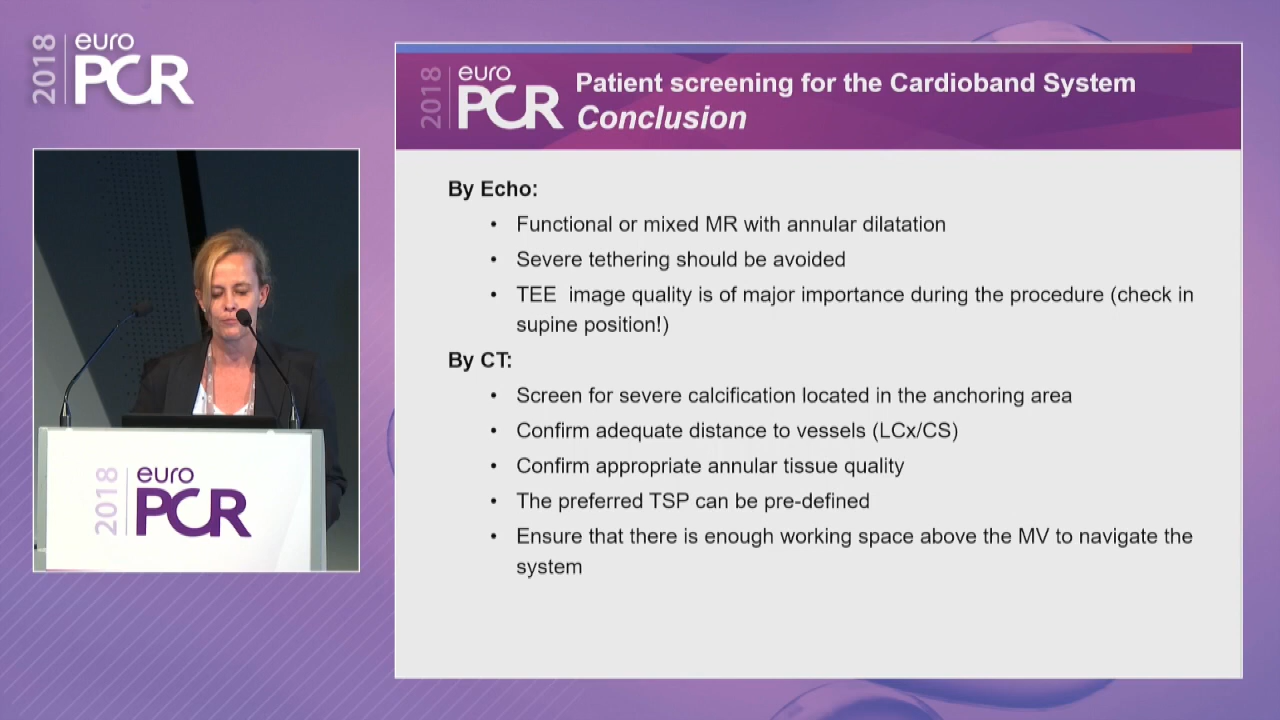 2018 euro
PCR
2018 euro
PCR
Patient screening for the Cardioband System
Conclusion
By Echo:
• Functional or mixed MR with annular dilatation
• Severe tethering should be avoided
• TEE image quality is of major importance during the procedure (check in
supine position!)
By CT:
• Screen for severe calcification located in the anchoring area
• Confirm adequate distance to vessels (LCx/CS)
• Confirm appropriate annular tissue quality
• The preferred TSP can be pre-defined
• Ensure that there is enough working space above the MV to navigate the
system
2018 euro
PCR